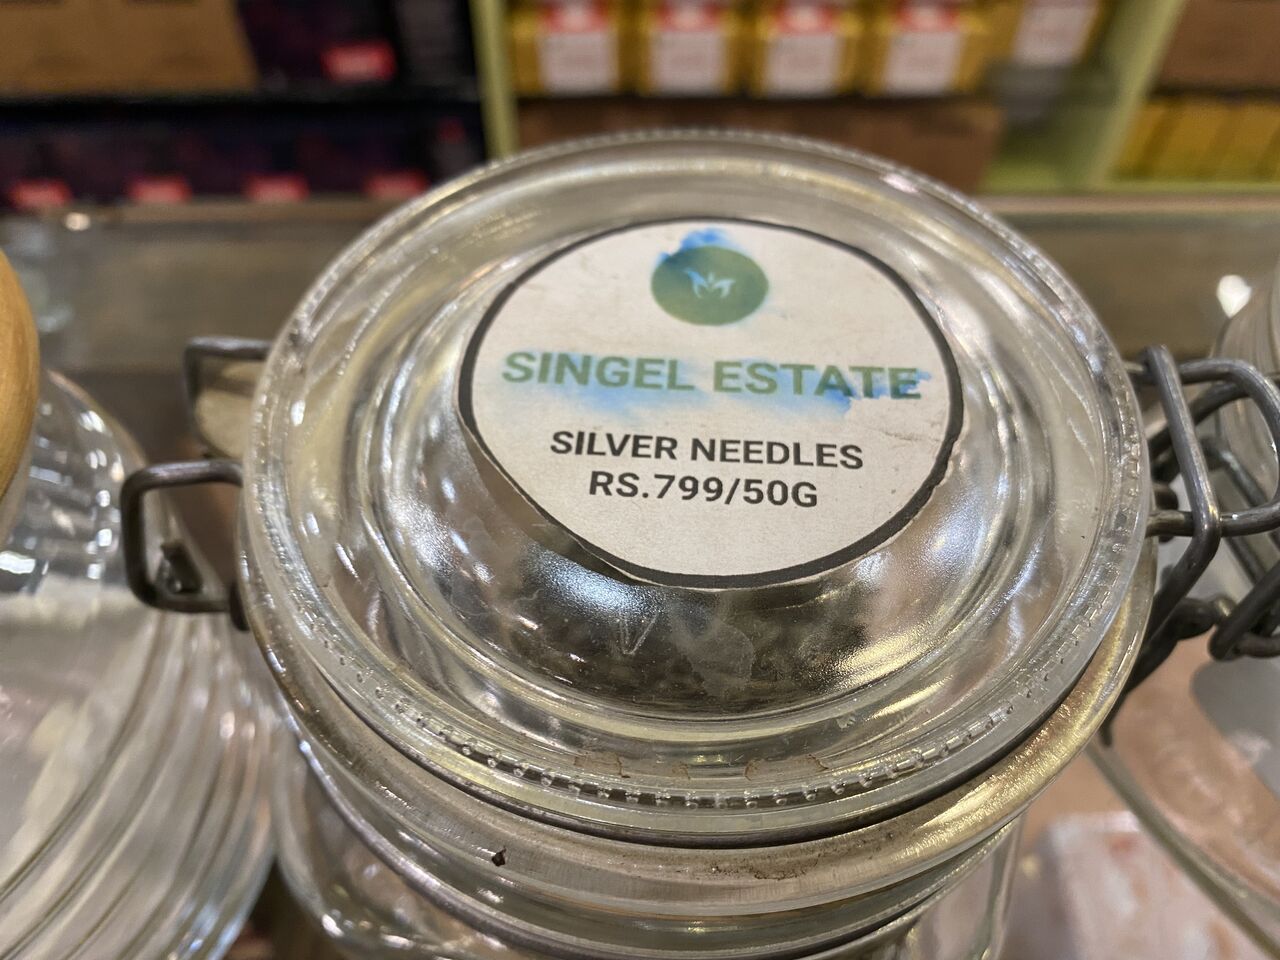 SINGEL ESTATE
SILVER NEEDLES
RS.799/50G